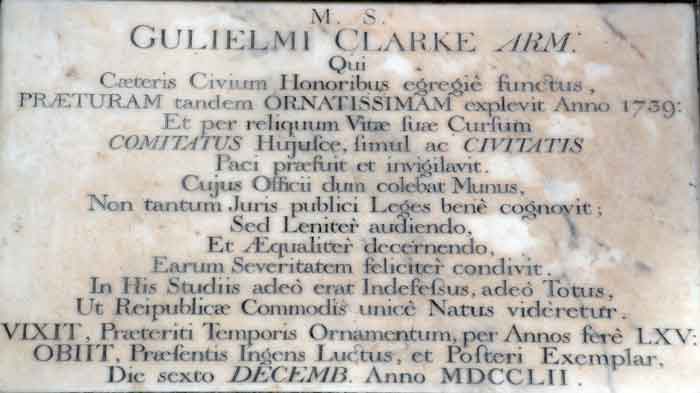 M. S.
GULIELMI CLARKE ARM:
Qui
Cæteris Civium Honoribus egregiè functus,
PRÆTURAM tandem ORNATISSIMAM explevit Anno 1739:
Et per reliquum Vitæ ſuæ Curſum
COMITATUS Hujuſce, ſimul ac CIVITATIS
Paci præfuit et invigilavit.
Cujus Officii dum colebat Munus,
Non tantum Juris publici Leges benè cognovit;
Sed Leniter audiendo,
Et Æqualitèr decernendo,
Earum Severitatem felicitèr condivit.
In His Studiis adeò erat Indefeſsus, adeò Totus,
Ut Reipublicæ Commodis unicè Natus vidèretur.
VIXIT, Præteriti Temporis Ornamentum, per Annos ferê LXV:
OBIIT, Præſentis Ingens Luctus, et Poſteri Exemplar,
Die sexto DECEMB. Anno MDCCLII.